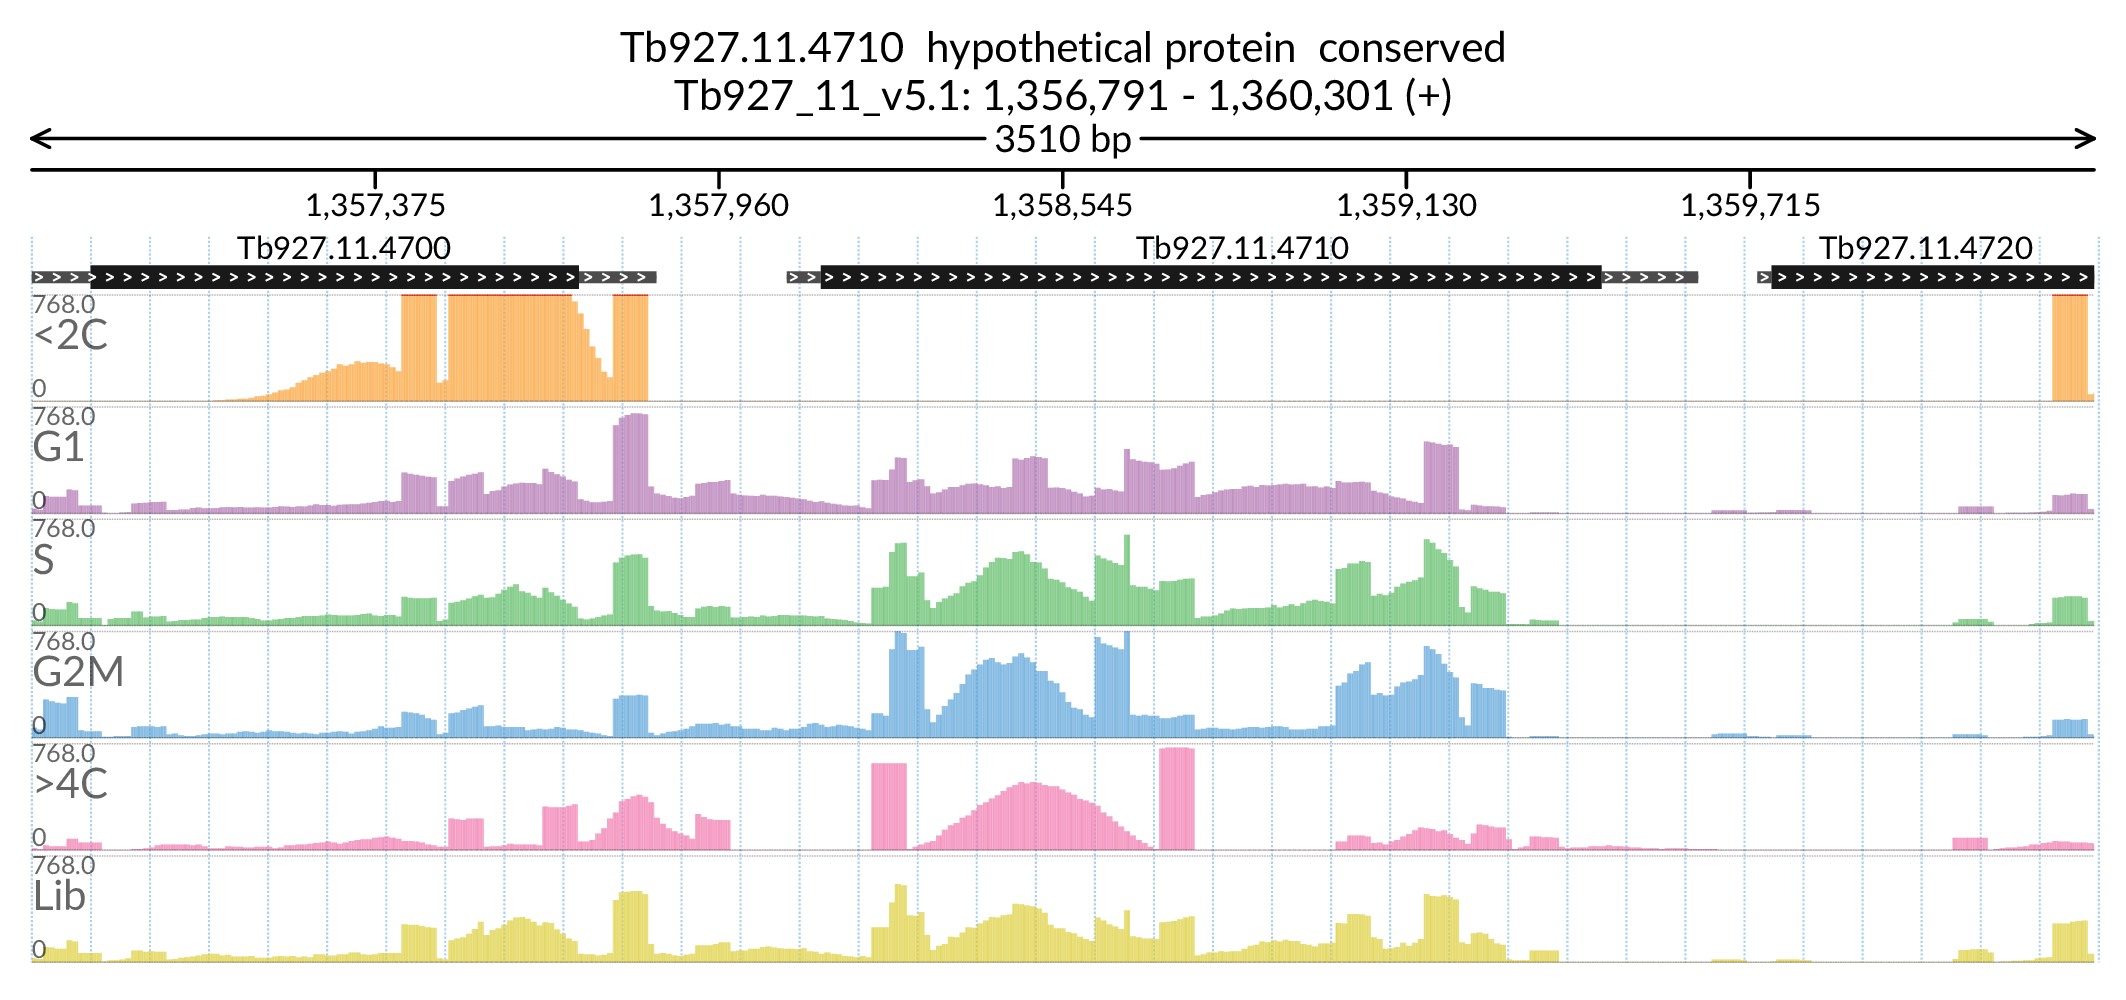 Tb927.11.4710  hypothetical protein  conserved
Tb927_11_v5.1: 1,356,791 - 1,360,301 (+)
3510 bp
1,357,375 1,357,960 1,358,545 1,359,130 1,359,715
Tb927.11.4700 Tb927.11.4710 Tb927.11.4720
768.0
<2C
0
768.0
G1
0
768.0
S
0
768.0
G2M
0
768.0
>4C
0
768.0
Lib
0